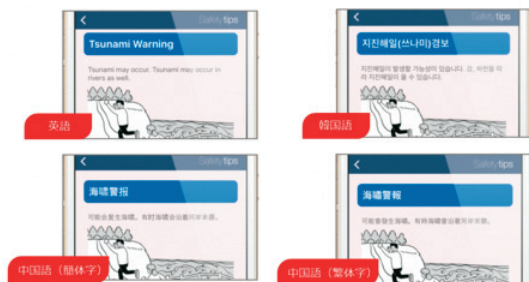 Safety tips
Tsunami Warning
Tsunami may occur. Tsunami may occur in
rivers as well.
英語
Safety tips
지진해일(쓰나미)경보
지진해일이 발생할 가능성이 있습니다. 강, 하천을 따
라 지진해일이 올 수 있습니다.
韓国語
Safety tips
海啸警报
可能会发生海啸。有时海啸会沿着河岸来袭。
中国語（簡体字）
Safety tips
海嘯警報
可能會發生海嘯。有時海嘯會沿著河岸來襲。
中国語（繁体字）